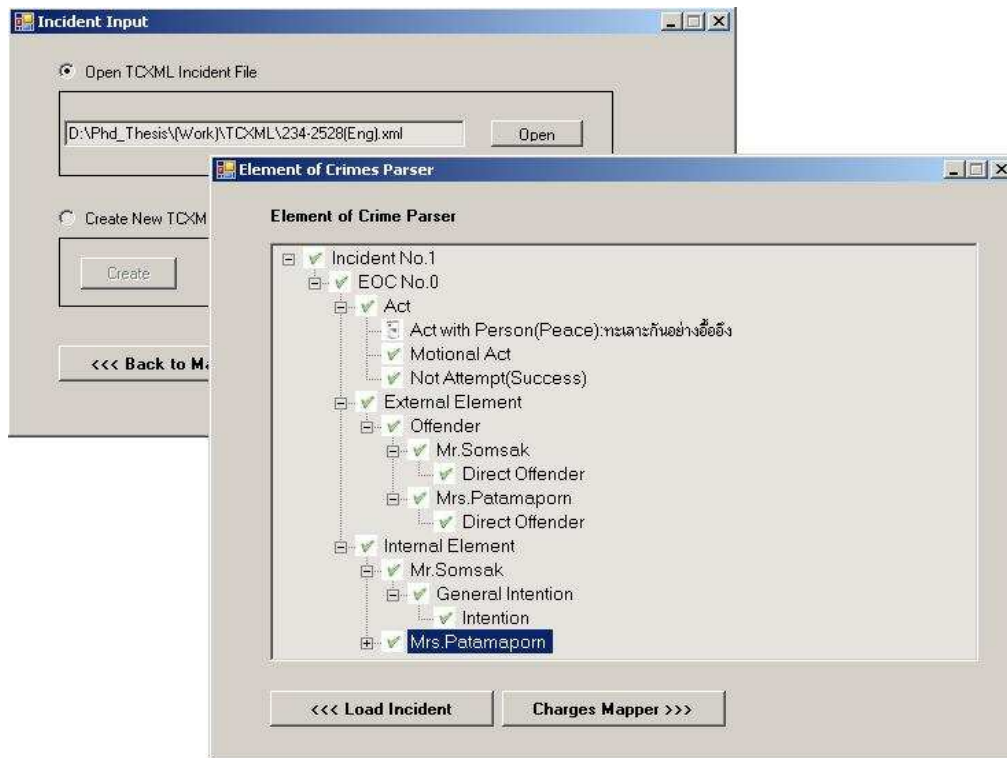 Incident Input
Open TCXML Incident File
D:\Phd_Thesis\(Work)\TCXML\234-2528(Eng).xml
Open
Create New TCXM
Create
<<< Back to Ma
Element of Crimes Parser
Element of Crime Parser
Incident No.1
EOC No.0
Act
Act with Person(Peace):ทะเลาะกันอย่างอื้ออึง
Motional Act
Not Attempt(Success)
External Element
Offender
Mr.Somsak
Direct Offender
Mrs.Patamaporn
Direct Offender
Internal Element
Mr.Somsak
General Intention
Intention
Mrs.Patamaporn
<<< Load Incident
Charges Mapper >>>